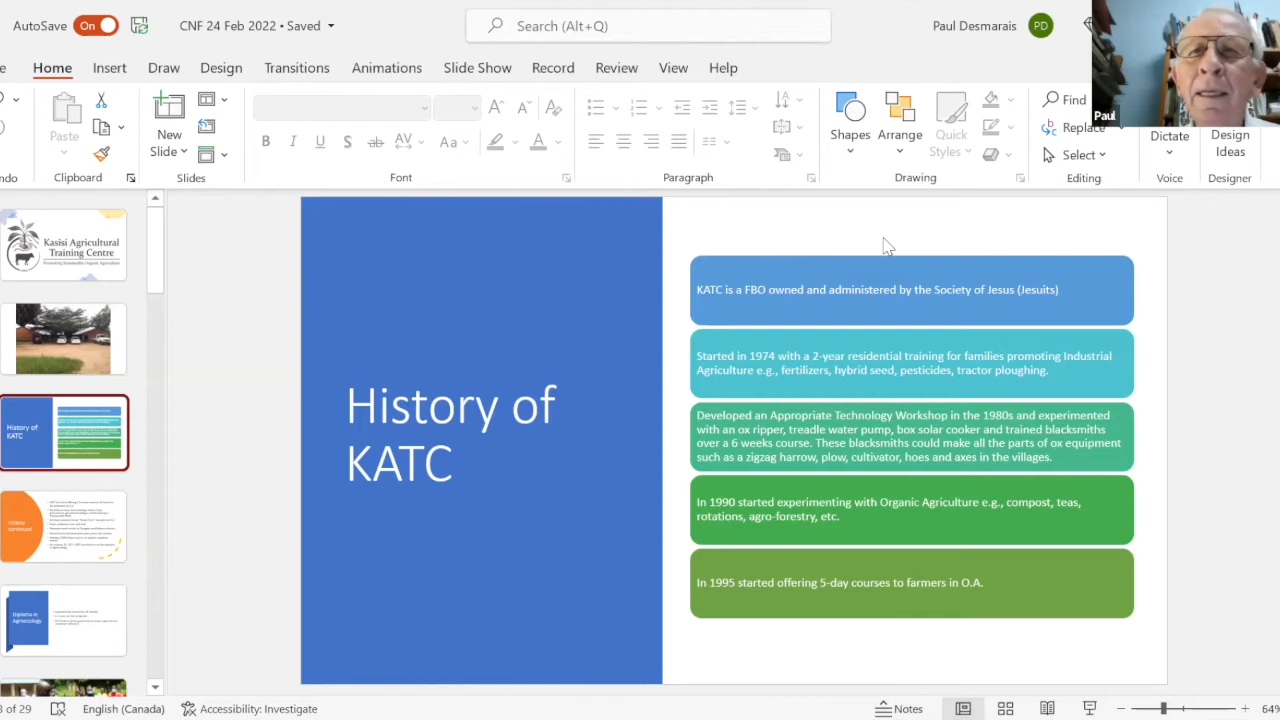 AutoSave On CNF 24 Feb 2022 • Saved Search (Alt+Q) Paul Desmarais PD
Home Insert Draw Design Transitions Animations Slide Show Record Review View Help
Paste
Clipboard
New
Slide
Slides
B I U S ab AV Aa A
Font
Paragraph
Shapes
Arrange
Quick
Styles
Drawing
Find
Replace
Select
Editing
Dictate
Voice
Design
Ideas
Designer
Paul
Kasisi Agricultural
Training Centre
History of
KATC
History
continued
Diploma in
Agroecology
History of
KATC
KATC is a FBO owned and administered by the Society of Jesus (Jesuits)
Started in 1974 with a 2-year residential training for families promoting Industrial
Agriculture e.g., fertilizers, hybrid seed, pesticides, tractor ploughing.
Developed an Appropriate Technology Workshop in the 1980s and experimented
with an ox ripper, treadle water pump, box solar cooker and trained blacksmiths
over a 6 weeks course. These blacksmiths could make all the parts of ox equipment
such as a zigzag harrow, plow, cultivator, hoes and axes in the villages.
In 1990 started experimenting with Organic Agriculture e.g., compost, teas,
rotations, agro-forestry, etc.
In 1995 started offering 5-day courses to farmers in O.A.
of 29 English (Canada) Accessibility: Investigate Notes 64%